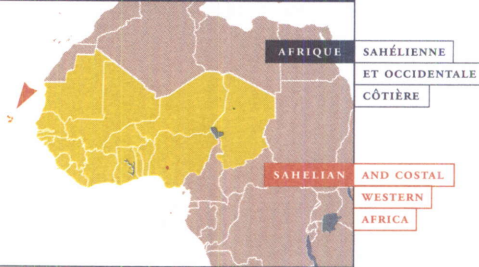 AFRIQUE SAHÉLIENNE
ET OCCIDENTALE
CÔTIÈRE
SAHELIAN AND COSTAL
WESTERN
AFRICA